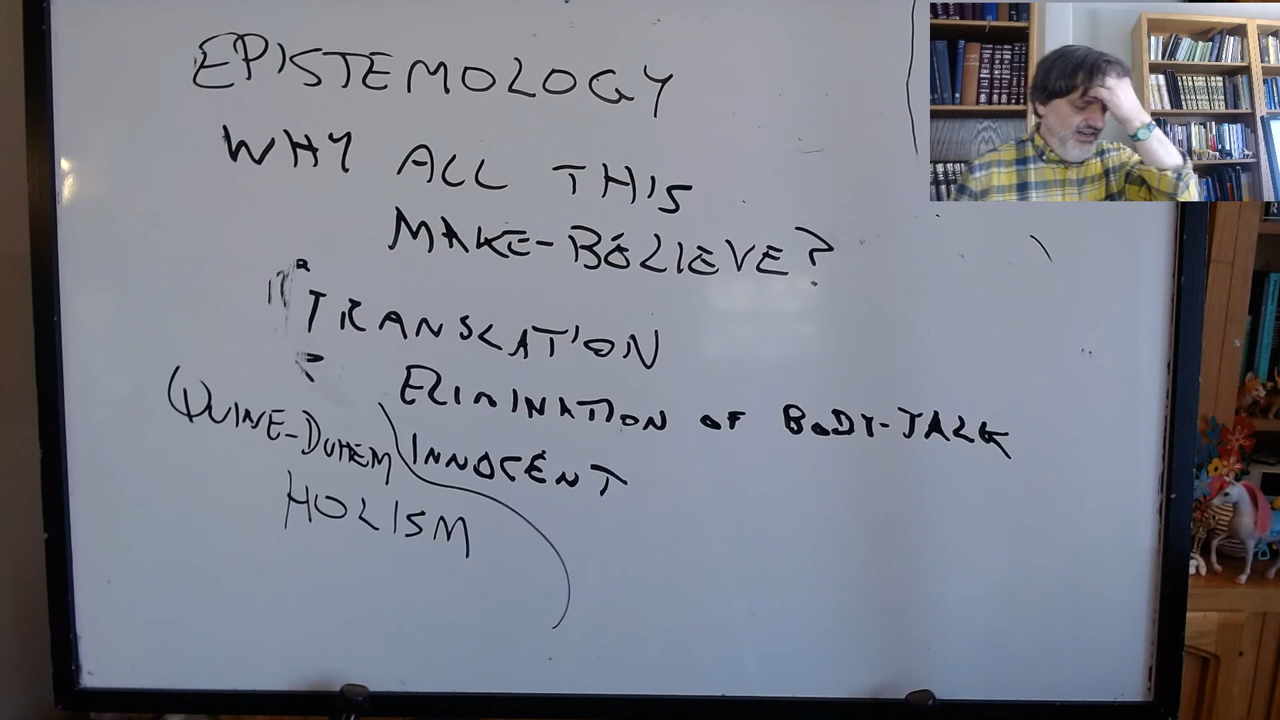 EPISTEMOLOGY
WHY ALL THIS
MAKE-BELIEVE?
TRANSLATION
ELIMINATION OF BODY-TALK
QUINE-DUHEM
INNOCENT
HOLISM